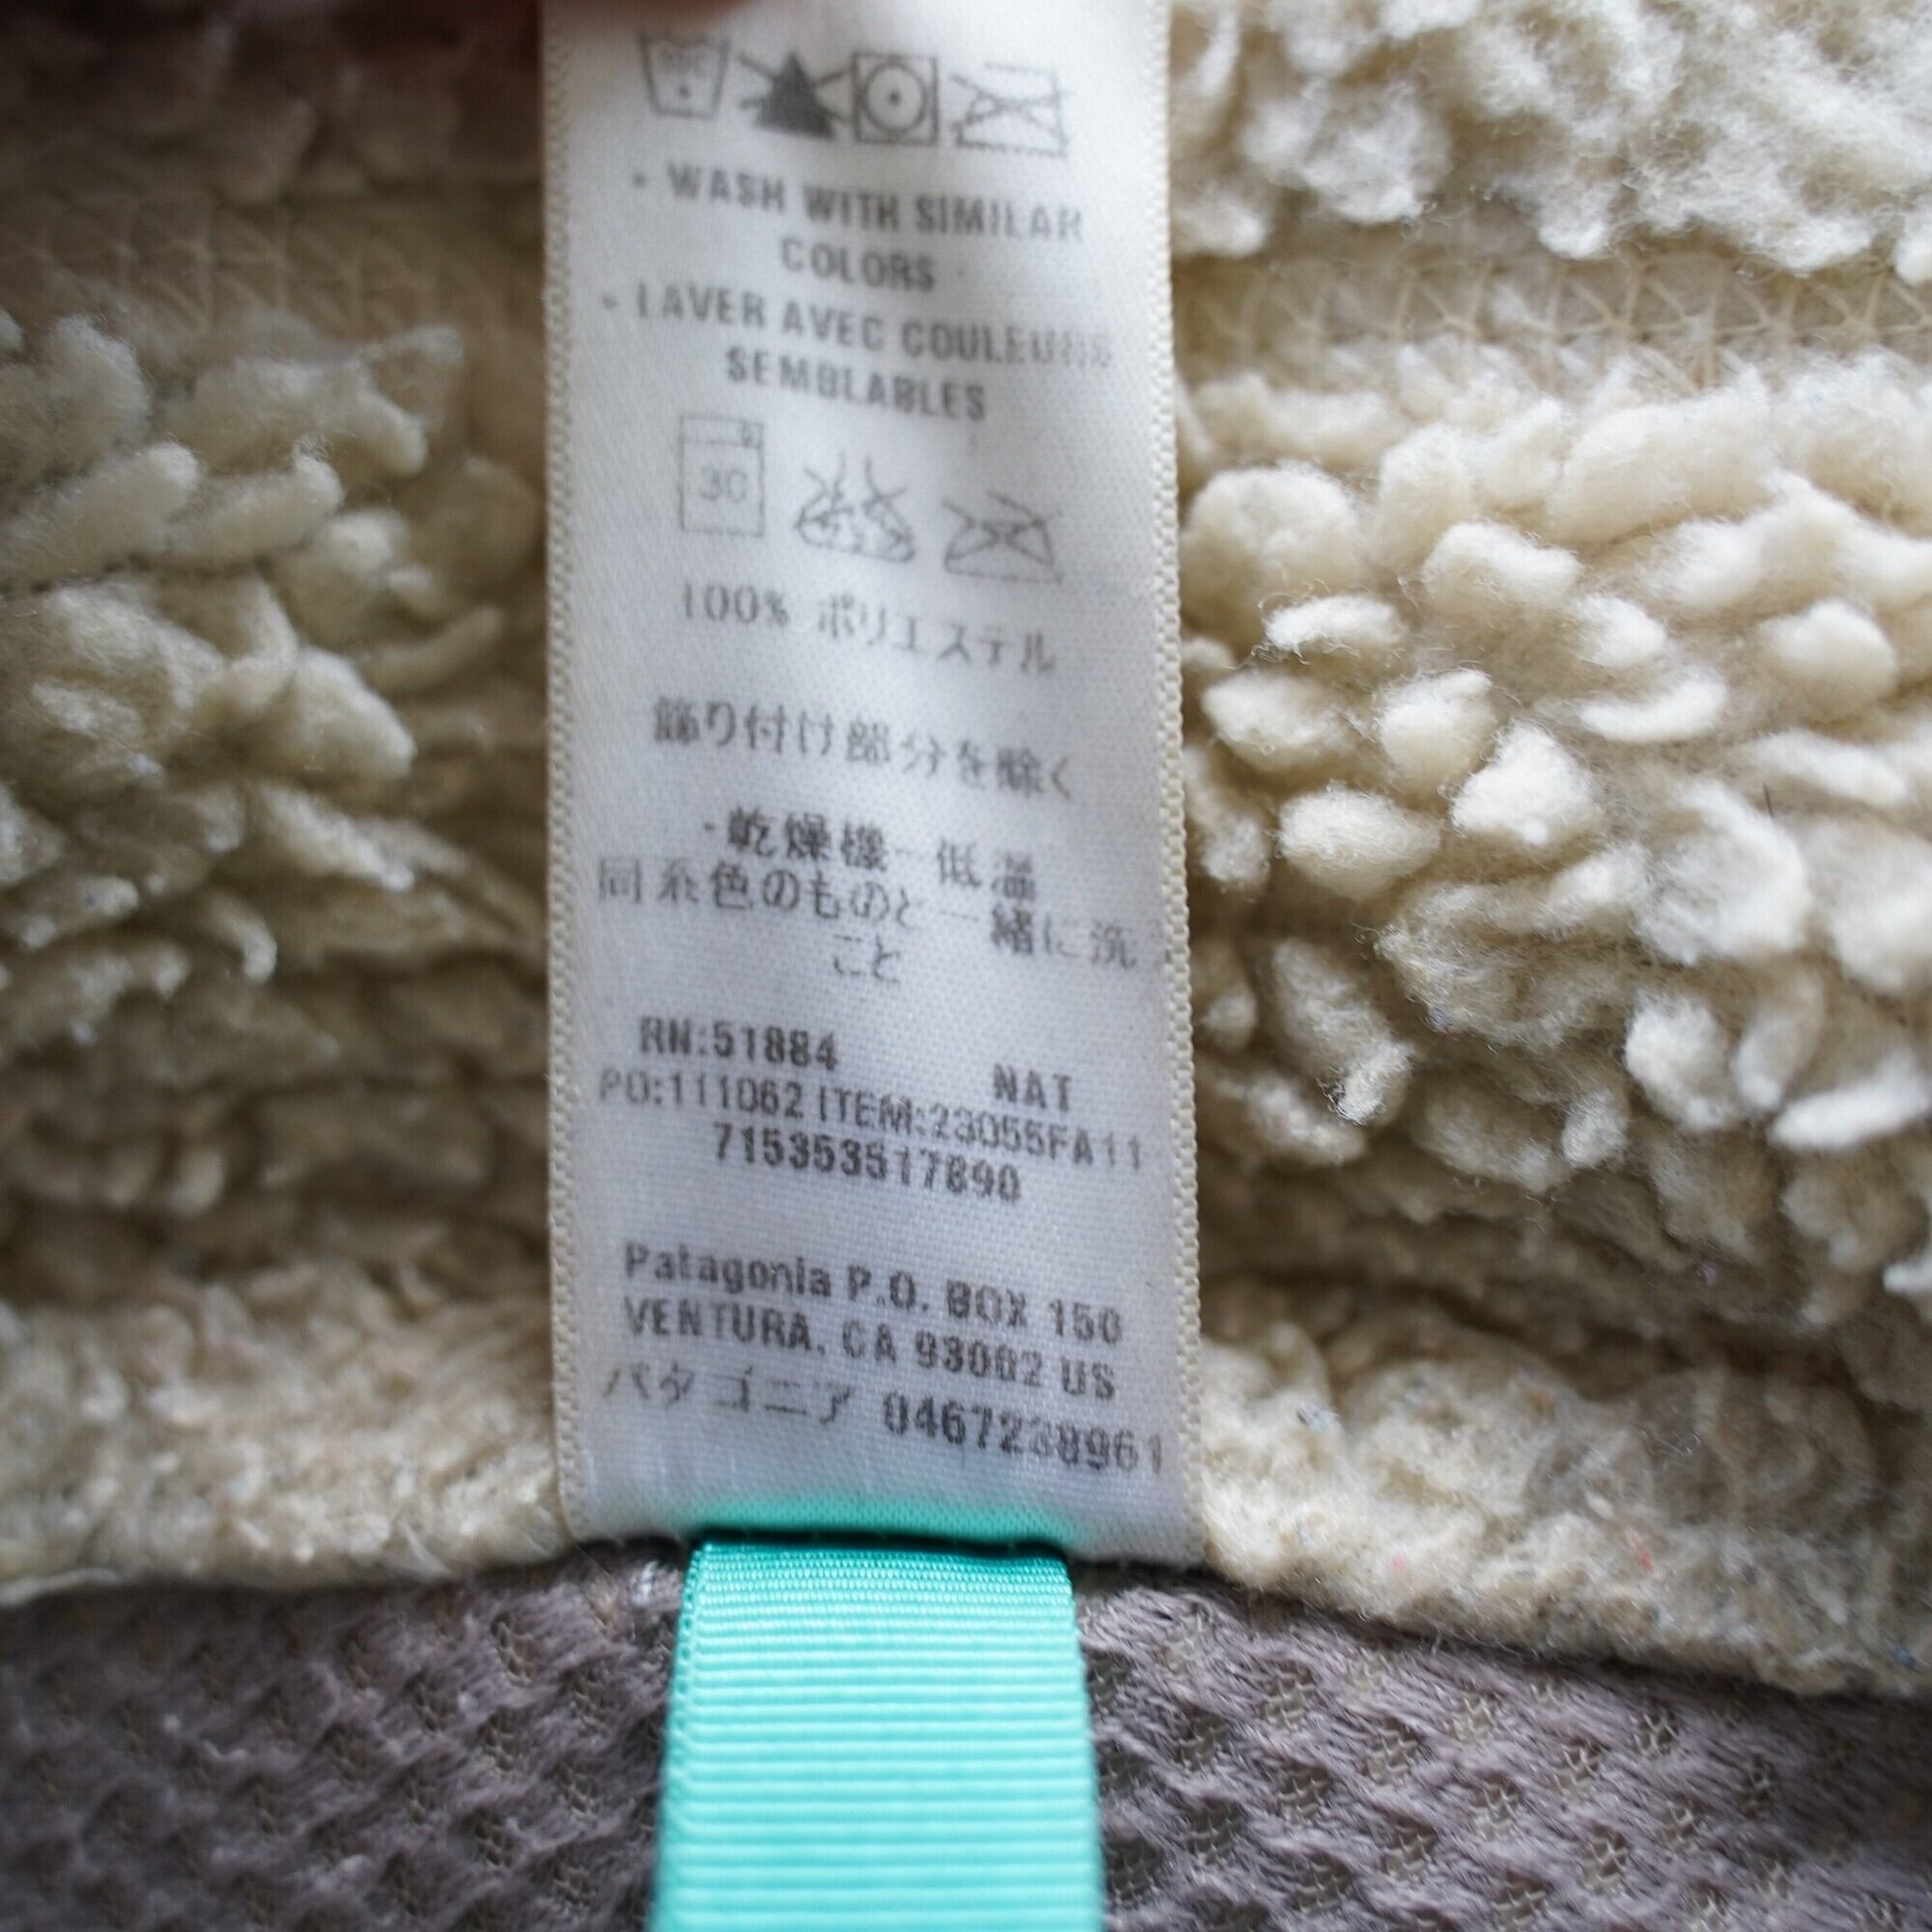 - WASH WITH SIMILAR
COLORS
- LAVER AVEC COULEURS
SEMBLABLES
30
100% ポリエステル
飾り付け部分を除く
・乾燥機－低温
同系色のものと一緒に洗
こと
RN:51884
NAT
PO:111062 ITEM:23055FA11
715353517890
Patagonia P.O. BOX 150
VENTURA, CA 93002 US
パタゴニア 0467238961